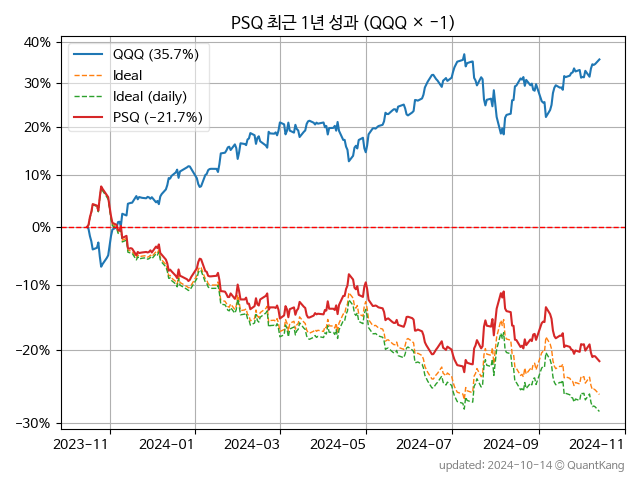 PSQ 최근 1년 성과 (QQQ × −1)
QQQ (35.7%)
Ideal
Ideal (daily)
PSQ (−21.7%)
40%
30%
20%
10%
0%
−10%
−20%
−30%
2023-11
2024-01
2024-03
2024-05
2024-07
2024-09
2024-11
updated: 2024-10-14 © QuantKang